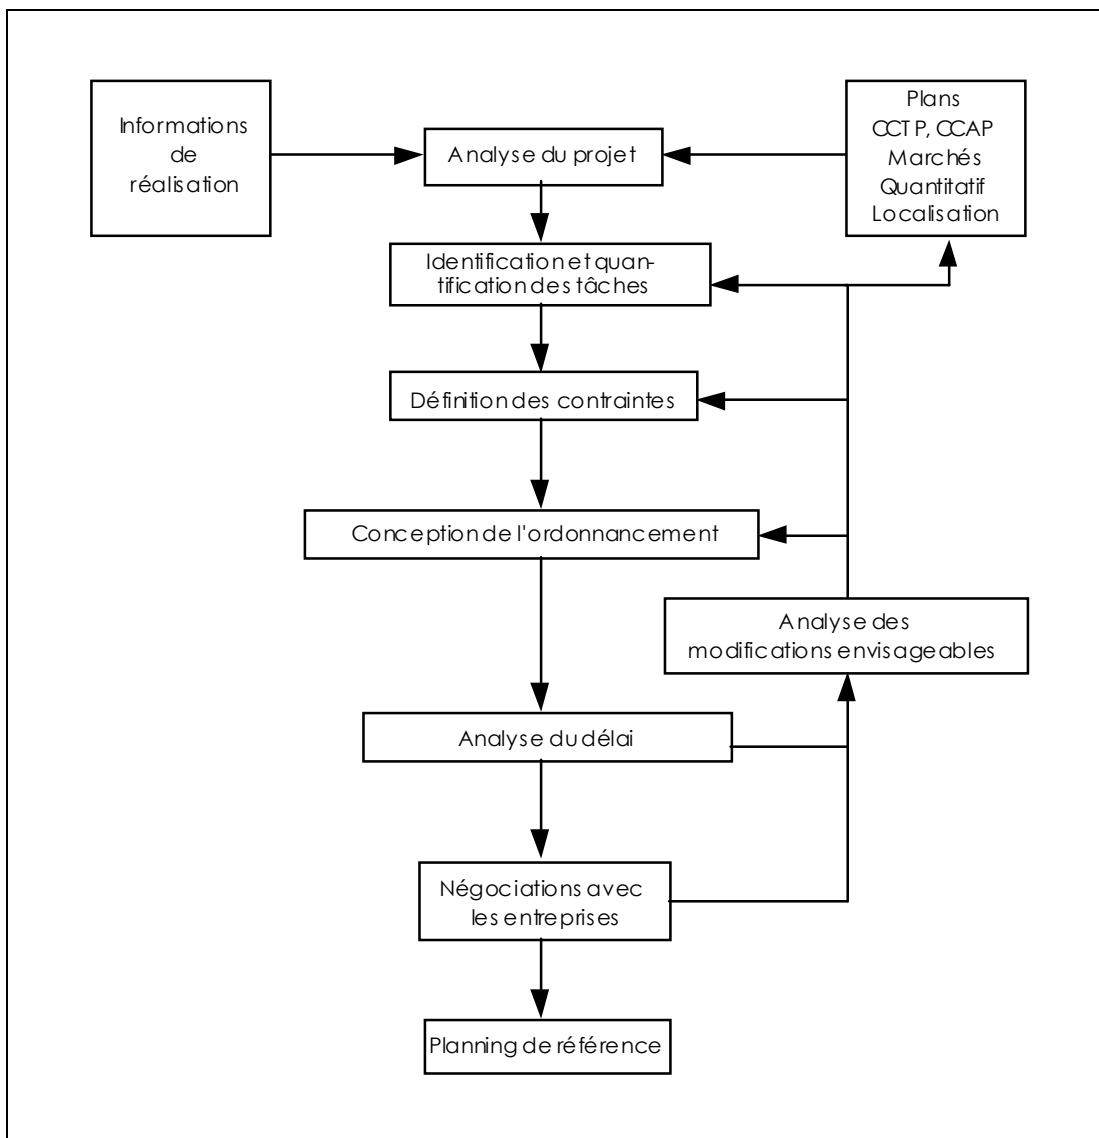 Informations
de
réalisation
Analyse du projet
Plans
CCTP, CCAP
Marchés
Quantitatif
Localisation
Identification et quan-
tification des tâches
Définition des contraintes
Conception de l'ordonnancement
Analyse des
modifications envisageables
Analyse du délai
Négociations avec
les entreprises
Planning de référence